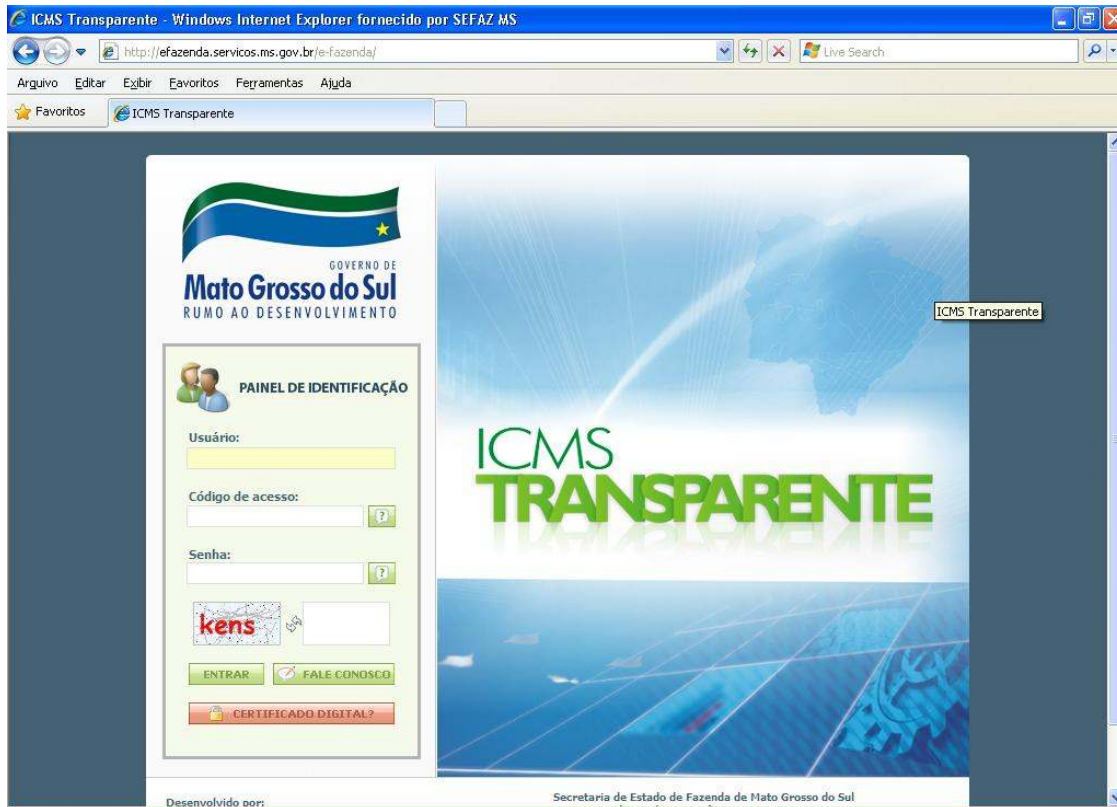 ICMS Transparente - Windows Internet Explorer fornecido por SEFAZ MS
http://efazenda.servicos.ms.gov.br/e-fazenda/
Live Search
Arquivo Editar Exibir Favoritos Ferramentas Ajuda
Favoritos
ICMS Transparente
GOVERNO DE
Mato Grosso do Sul
RUMO AO DESENVOLVIMENTO
ICMS Transparente
PAINEL DE IDENTIFICAÇÃO
Usuário:
Código de acesso:
?
Senha:
?
kens
ENTRAR
FALE CONOSCO
CERTIFICADO DIGITAL?
ICMS
TRANSPARENTE
Desenvolvido por:
Secretaria de Estado de Fazenda de Mato Grosso do Sul